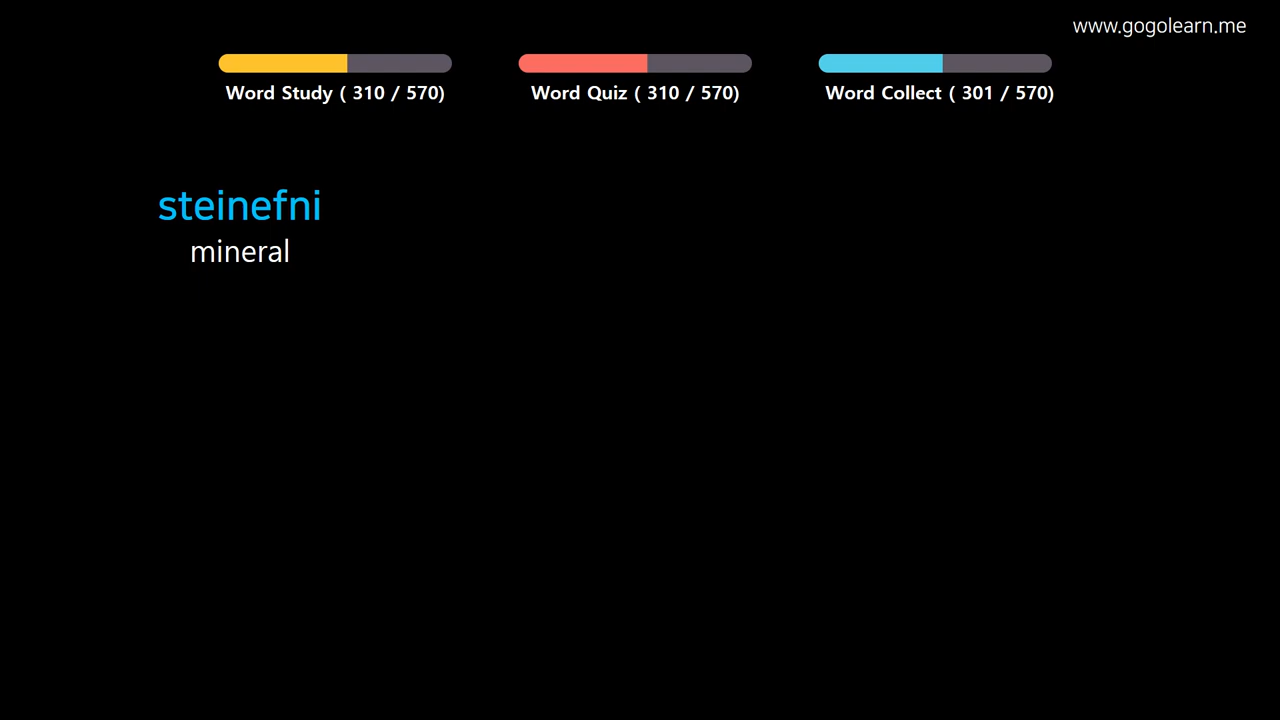 www.gogolearn.me
Word Study ( 310 / 570)
Word Quiz ( 310 / 570)
Word Collect ( 301 / 570)
steinefni
mineral